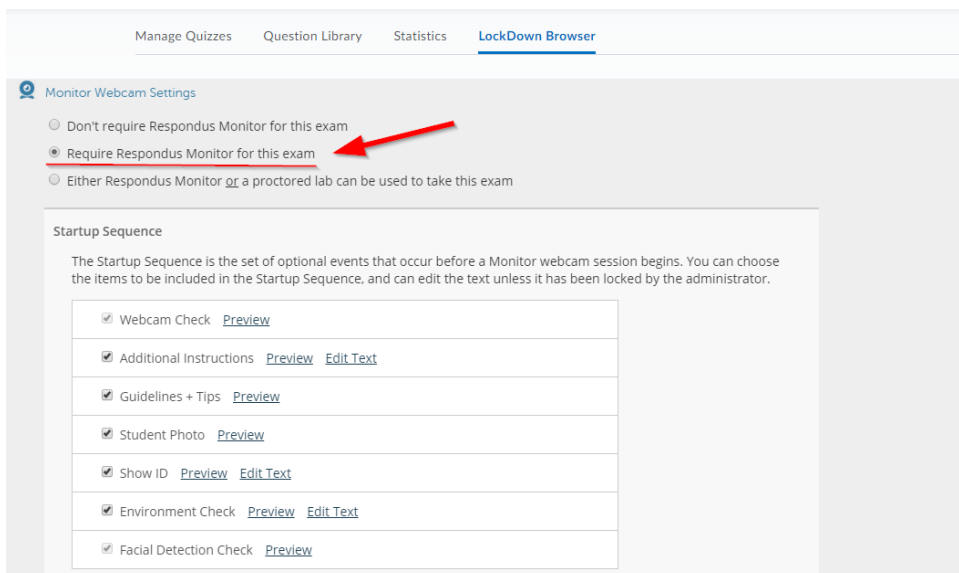 Manage Quizzes Question Library Statistics LockDown Browser
Monitor Webcam Settings
Don't require Respondus Monitor for this exam
Require Respondus Monitor for this exam
Either Respondus Monitor or a proctored lab can be used to take this exam
Startup Sequence
The Startup Sequence is the set of optional events that occur before a Monitor webcam session begins. You can choose
the items to be included in the Startup Sequence, and can edit the text unless it has been locked by the administrator.
Webcam Check Preview
Additional Instructions Preview Edit Text
Guidelines + Tips Preview
Student Photo Preview
Show ID Preview Edit Text
Environment Check Preview Edit Text
Facial Detection Check Preview